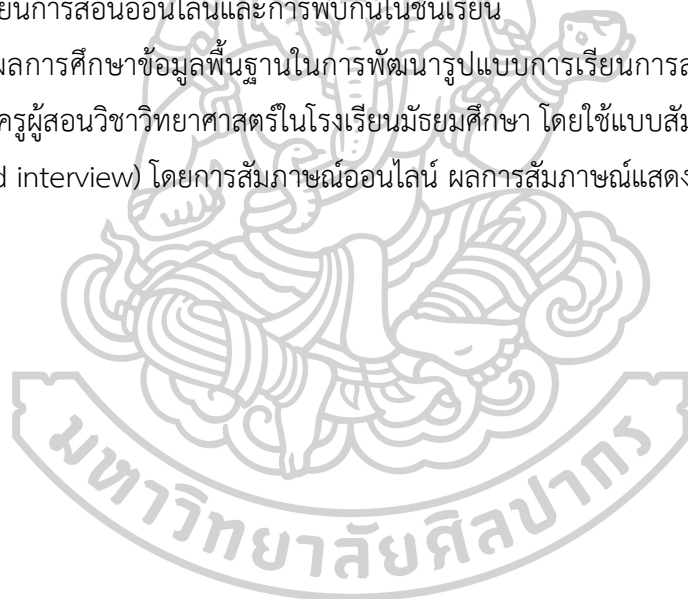 ยนการสอนออนไลน์และการพบกันในชั้นเรียน
ผลการศึกษาข้อมูลพื้นฐานในการพัฒนารูปแบบการเรียนการส
ครูผู้สอนวิชาวิทยาศาสตร์ในโรงเรียนมัธยมศึกษา โดยใช้แบบสัม
d interview) โดยการสัมภาษณ์ออนไลน์ ผลการสัมภาษณ์แสดง
มหาวิทยาลัยศิลปากร